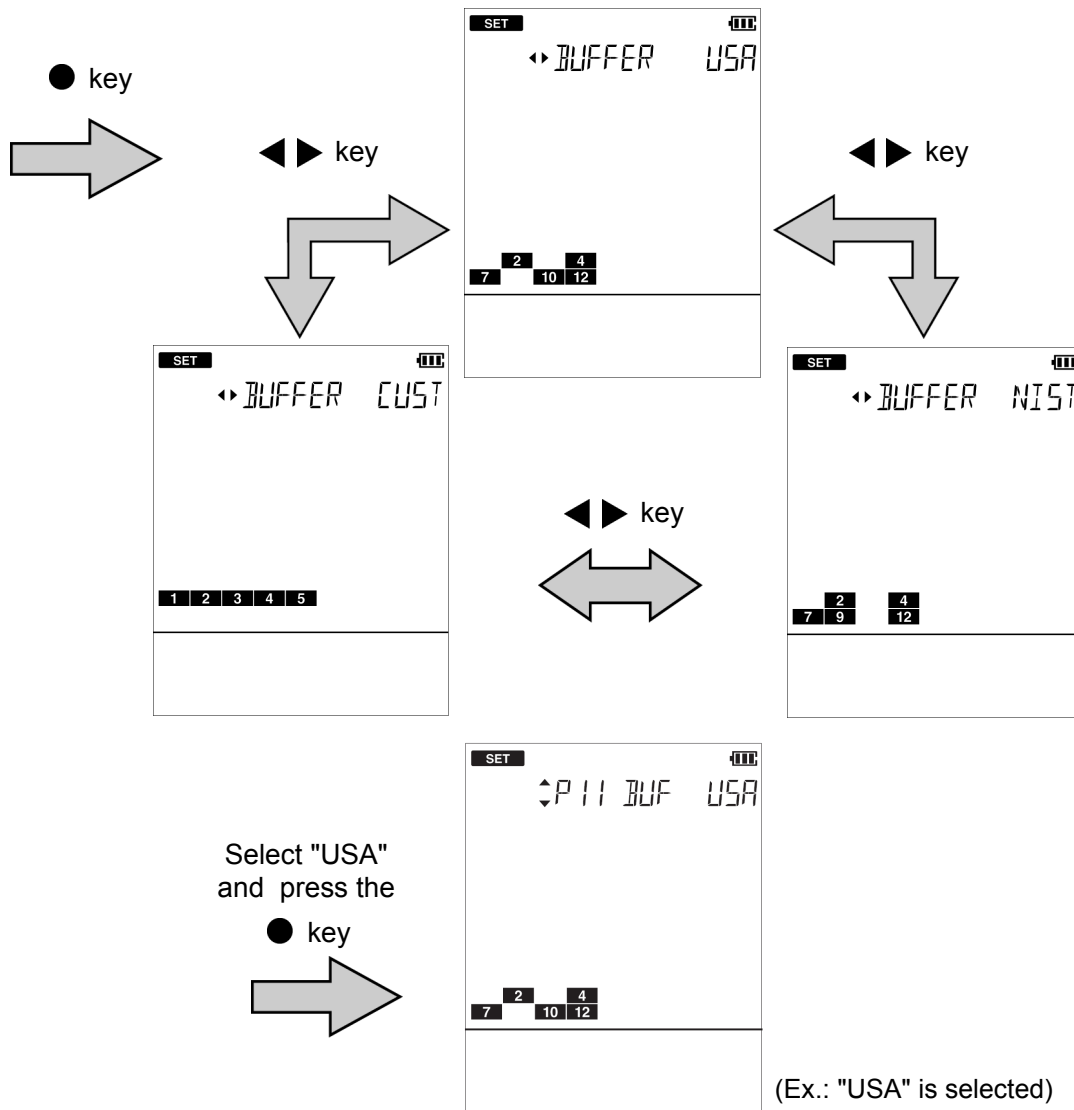 SET
BUFFER USA
● key
◀ ▶ key
◀ ▶ key
2 4
7 10 12
SET
BUFFER CUST
SET
BUFFER NIST
◀ ▶ key
1 2 3 4 5
2 4
7 9 12
SET
P11 BUF USA
Select "USA"
and press the
● key
2 4
7 10 12
(Ex.: "USA" is selected)